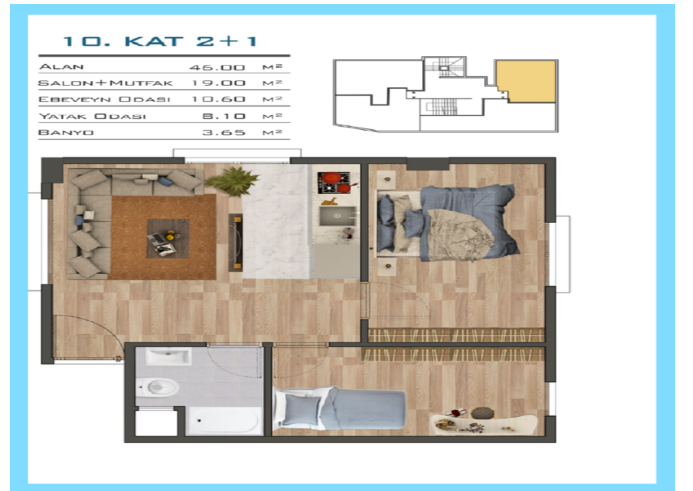 10. KAT 2+1
ALAN 46.00 M²
SALON+MUTFAK 19.00 M²
EBEVEYN ODASI 10.60 M²
YATAK ODASI 8.10 M²
BANYO 3.65 M²